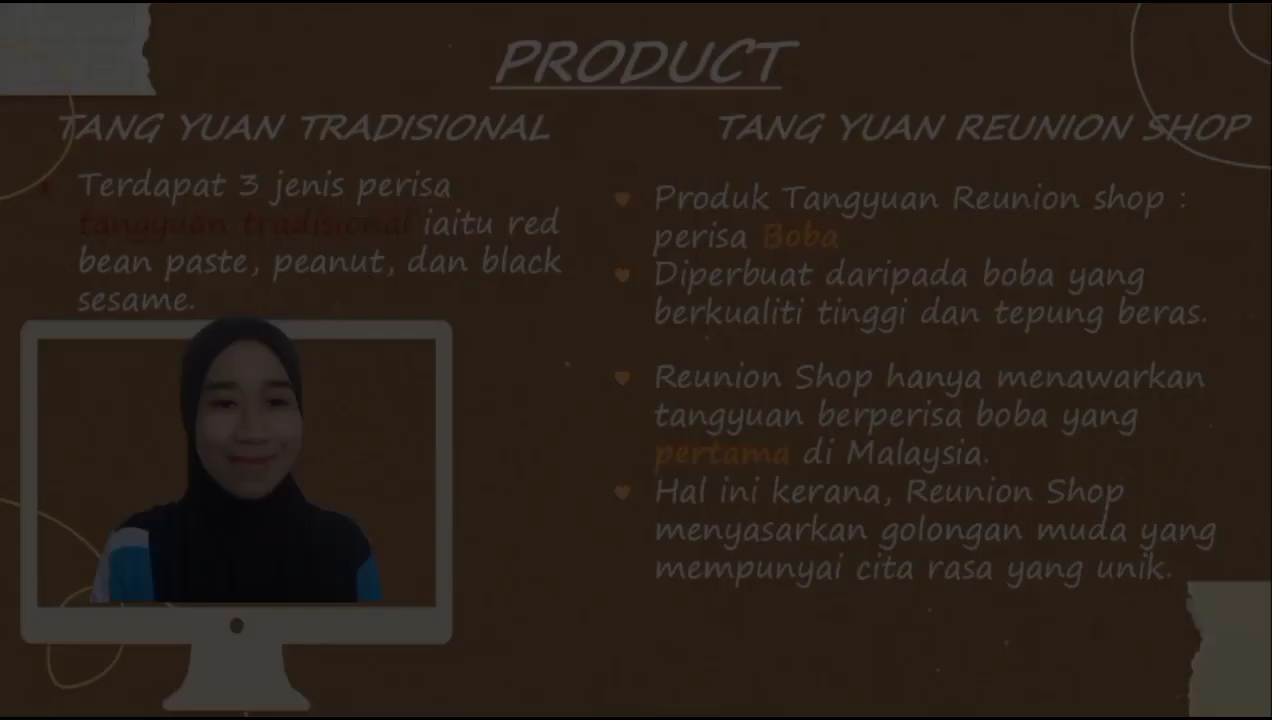 PRODUCT
TANG YUAN TRADISIONAL
Terdapat 3 jenis perisa
tangyuan tradisional iaitu red
bean paste, peanut, dan black
sesame.
TANG YUAN REUNION SHOP
Produk Tangyuan Reunion shop :
perisa Boba
Diperbuat daripada boba yang
berkualiti tinggi dan tepung beras.
Reunion Shop hanya menawarkan
tangyuan berperisa boba yang
pertama di Malaysia.
Hal ini kerana, Reunion Shop
menyasarkan golongan muda yang
mempunyai cita rasa yang unik.